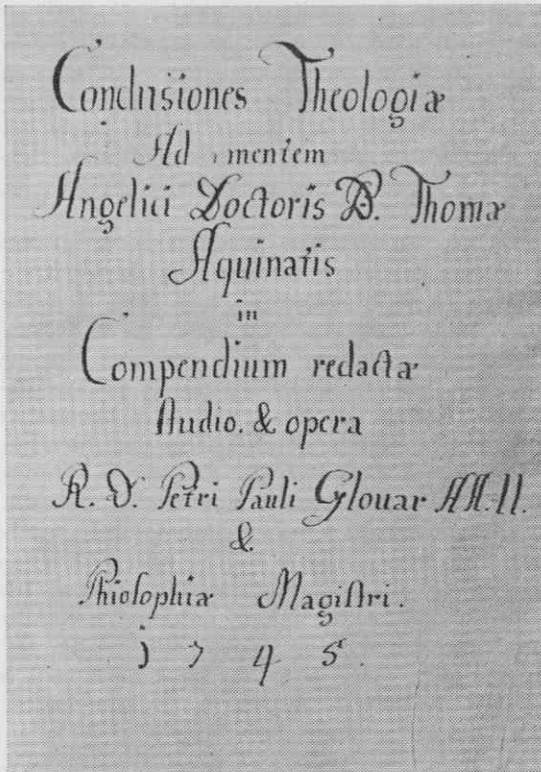 Conclusiones Theologiæ
Ad mentem
Angelici Doctoris B. Thomæ
Aquinatis
in
Compendium redactæ
studio. & opera
R. D. Petri Pauli Glouar AA. ll.
&.
Phiosophiæ Magistri.
1745.